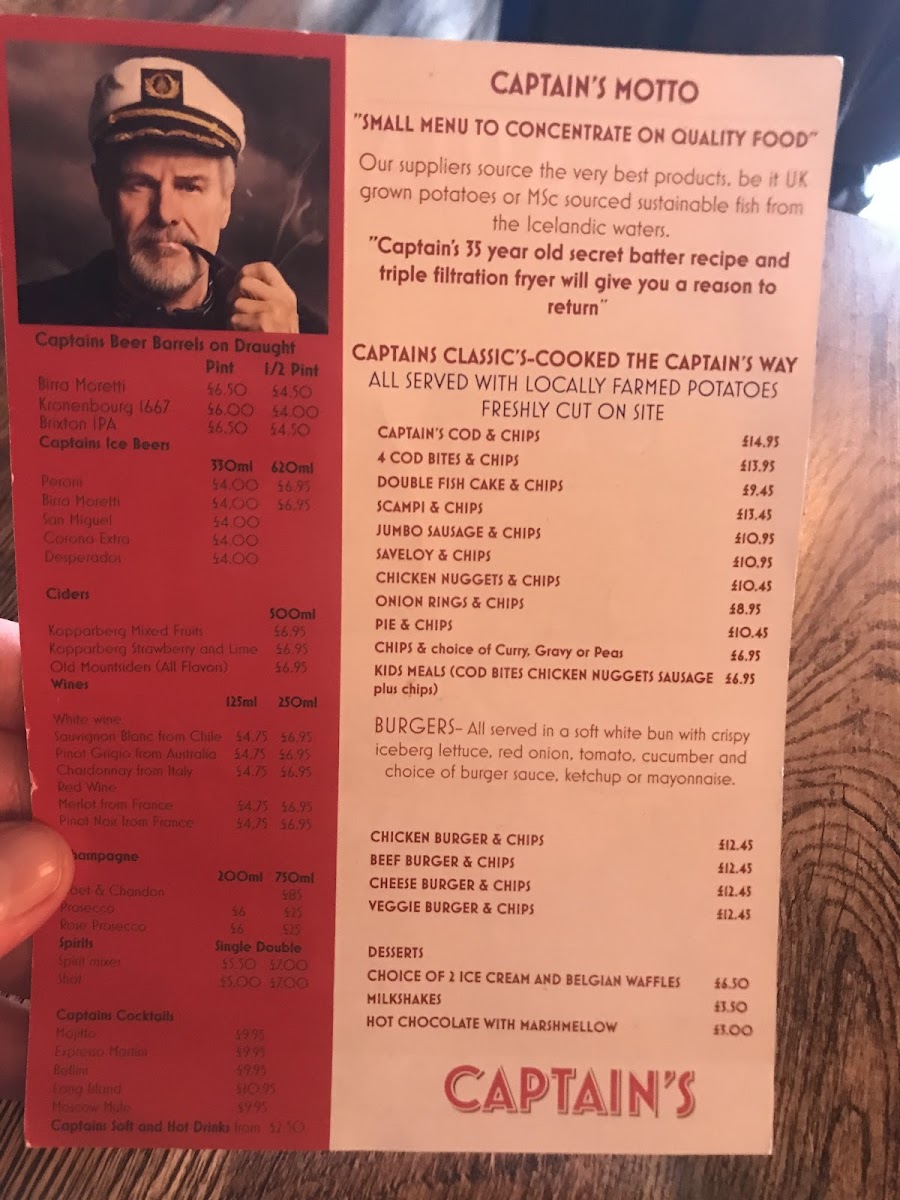 Captains Beer Barrels on Draught
Pint 1/2 Pint
Birra Moretti £6.50 £4.50
Kronenbourg 1667 £6.00 £4.00
Brixton IPA £6.50 £4.50
Captains Ice Beers
330ml 620ml
Peroni £4.00 £6.95
Birra Moretti £4.00 £6.95
San Miguel £4.00
Corona Extra £4.00
Desperados £4.00
Ciders
500ml
Kopparberg Mixed Fruits £6.95
Kopparberg Strawberry and Lime £6.95
Old Mountsiden (All Flavors) £6.95
Wines
125ml 250ml
White wine
Sauvignon Blanc from Chile £4.75 £6.95
Pinot Grigio from Australia £4.75 £6.95
Chardonnay from Italy £4.75 £6.95
Red Wine
Merlot from France £4.75 £6.95
Pinot Noir from France £4.75 £6.95
hampagne
200ml 750ml
oet & Chandon £85
Prosecco £6 £25
Rose Prosecco £6 £25
Spirits Single Double
Spirit mixer £5.50 £7.00
Shot £5.00 £7.00
Captains Cocktails
Mojitto £9.95
Expresso Martini £9.95
Bellini £9.95
Long Island £10.95
Moscow Mule £9.95
Captains Soft and Hot Drinks from £2.50
CAPTAIN'S MOTTO
"SMALL MENU TO CONCENTRATE ON QUALITY FOOD"
Our suppliers source the very best products, be it UK
grown potatoes or MSc sourced sustainable fish from
the Icelandic waters.
"Captain's 35 year old secret batter recipe and
triple filtration fryer will give you a reason to
return"
CAPTAINS CLASSIC'S-COOKED THE CAPTAIN'S WAY
ALL SERVED WITH LOCALLY FARMED POTATOES
FRESHLY CUT ON SITE
CAPTAIN'S COD & CHIPS £14.95
4 COD BITES & CHIPS £13.95
DOUBLE FISH CAKE & CHIPS £9.45
SCAMPI & CHIPS £13.45
JUMBO SAUSAGE & CHIPS £10.95
SAVELOY & CHIPS £10.95
CHICKEN NUGGETS & CHIPS £10.45
ONION RINGS & CHIPS £8.95
PIE & CHIPS £10.45
CHIPS & choice of Curry, Gravy or Peas £6.95
KIDS MEALS (COD BITES CHICKEN NUGGETS SAUSAGE £6.95
plus chips)
BURGERS- All served in a soft white bun with crispy
iceberg lettuce, red onion, tomato, cucumber and
choice of burger sauce, ketchup or mayonnaise.
CHICKEN BURGER & CHIPS £12.45
BEEF BURGER & CHIPS £12.45
CHEESE BURGER & CHIPS £12.45
VEGGIE BURGER & CHIPS £12.45
DESSERTS
CHOICE OF 2 ICE CREAM AND BELGIAN WAFFLES £6.50
MILKSHAKES £3.50
HOT CHOCOLATE WITH MARSHMELLOW £3.00
CAPTAIN'S